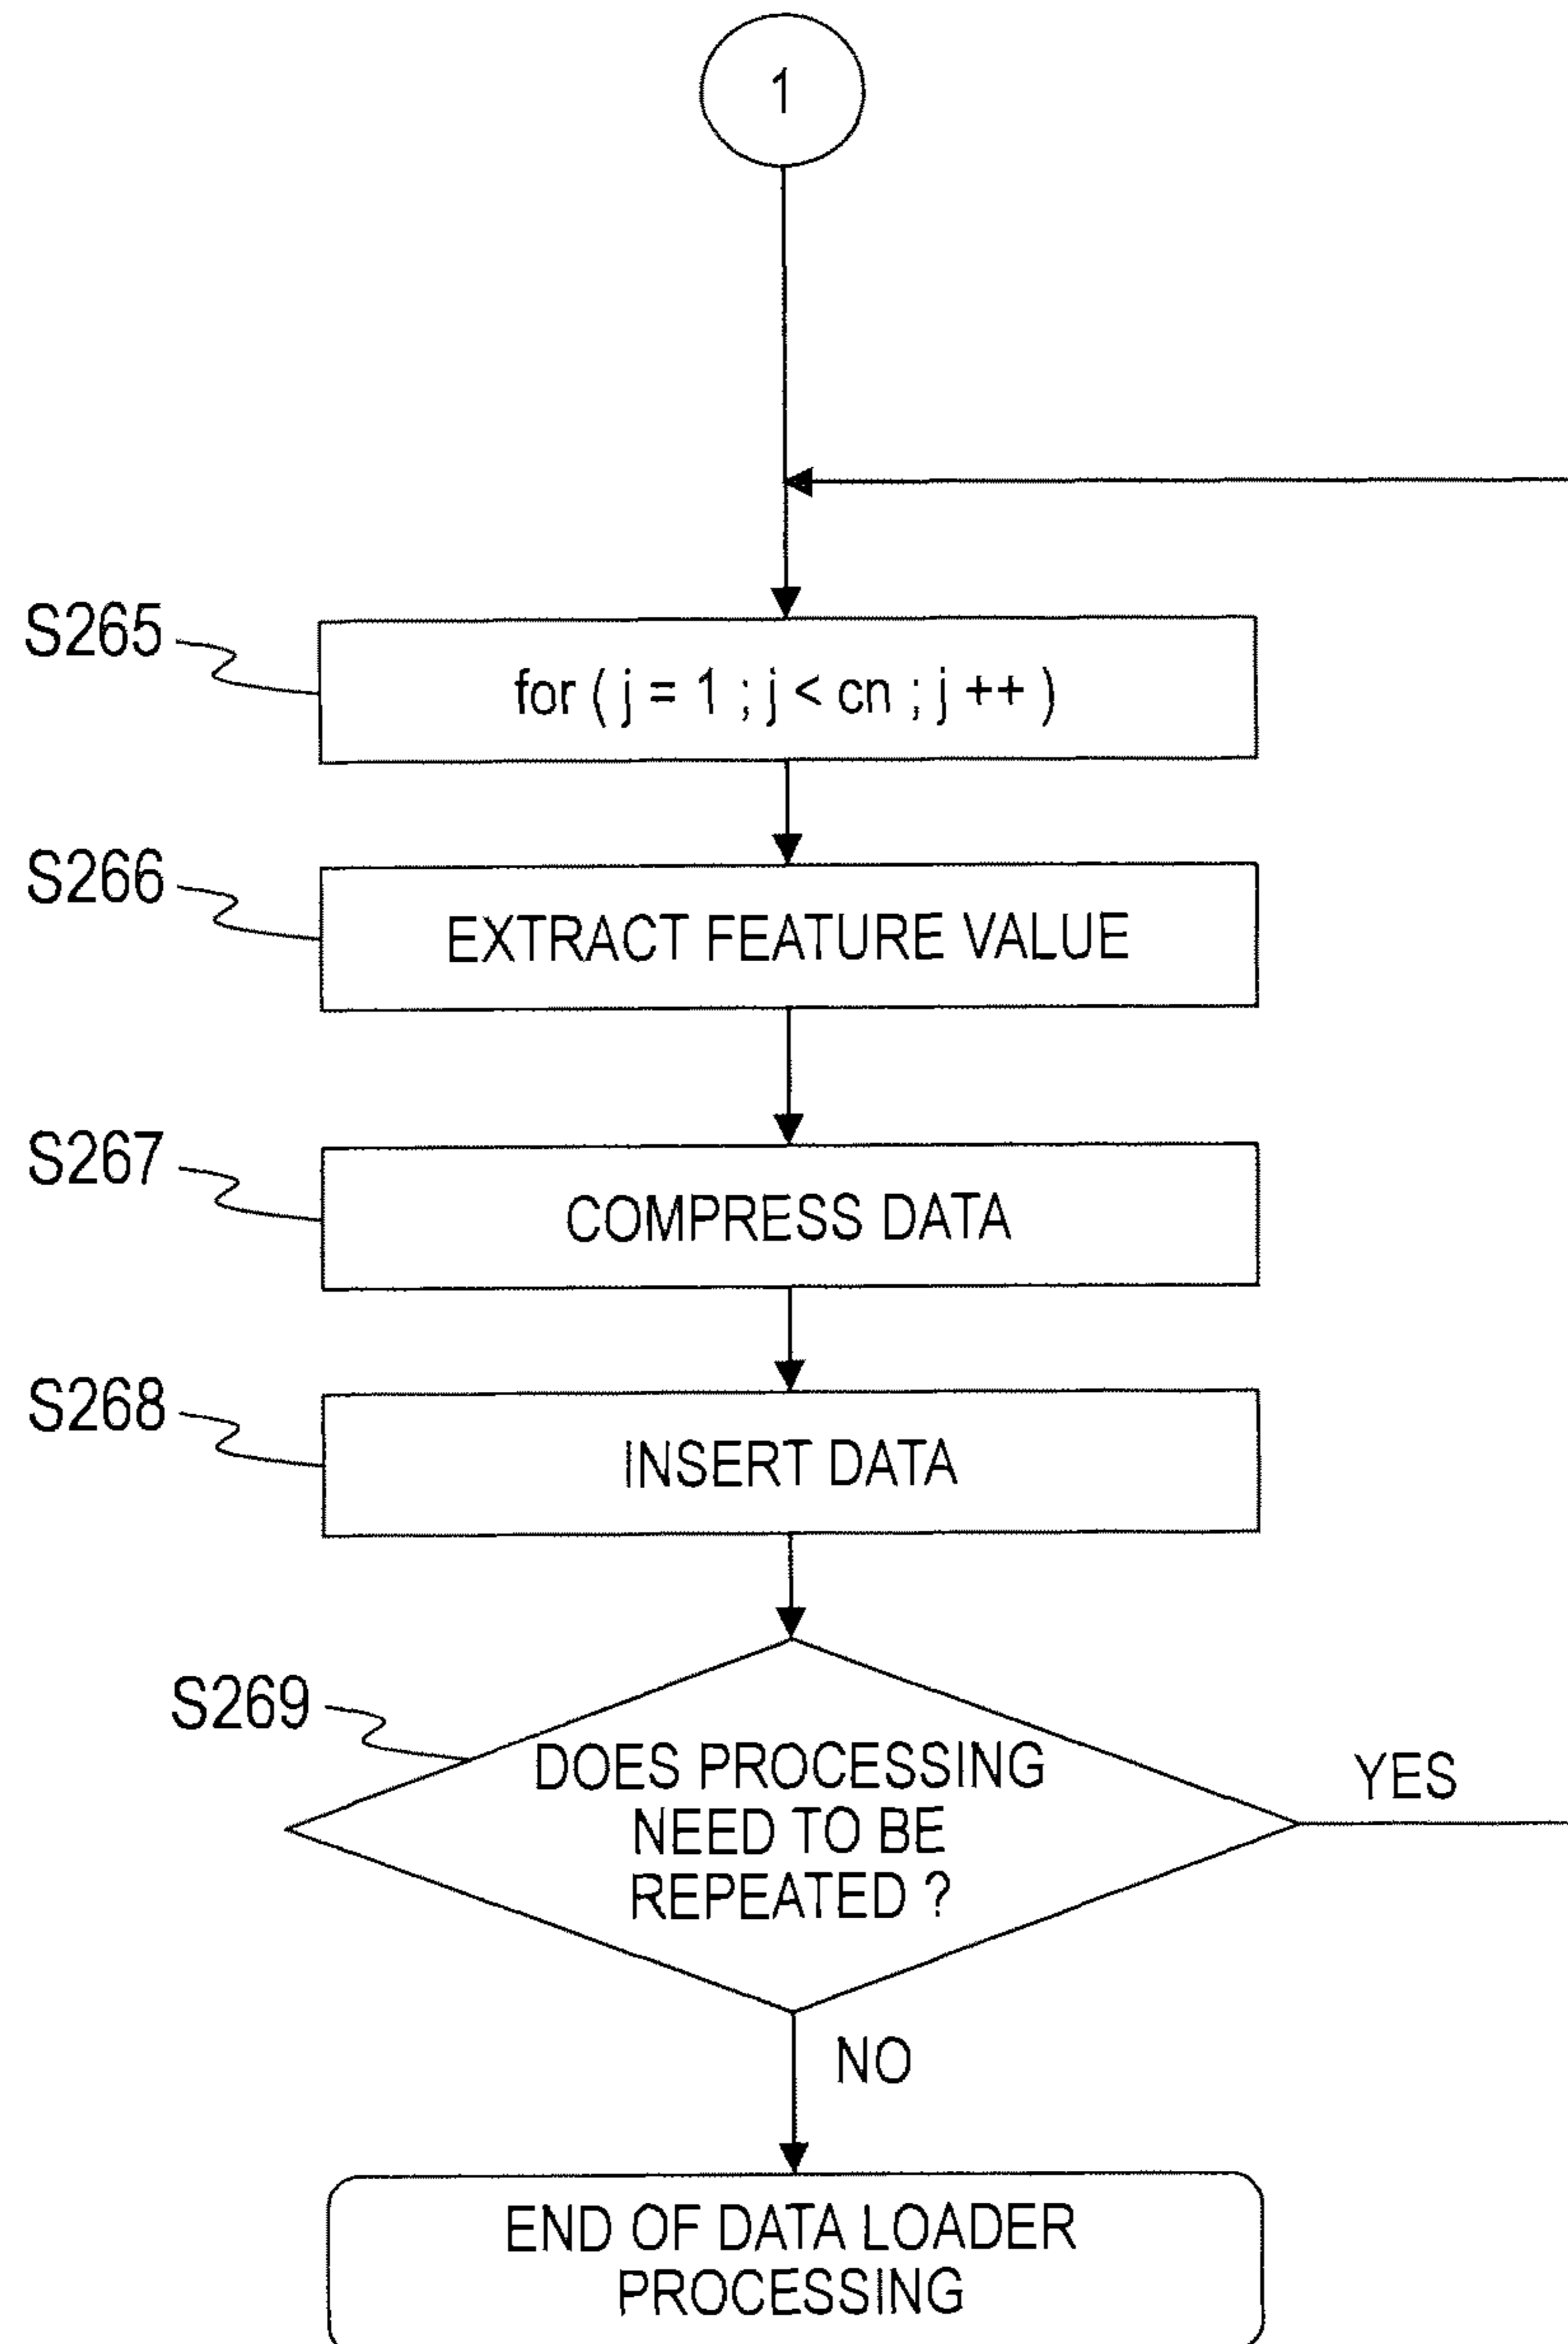 1
S265
for ( j = 1 ; j < cn ; j ++ )
S266
EXTRACT FEATURE VALUE
S267
COMPRESS DATA
S268
INSERT DATA
S269
DOES PROCESSING
NEED TO BE
REPEATED ?
YES
NO
END OF DATA LOADER
PROCESSING